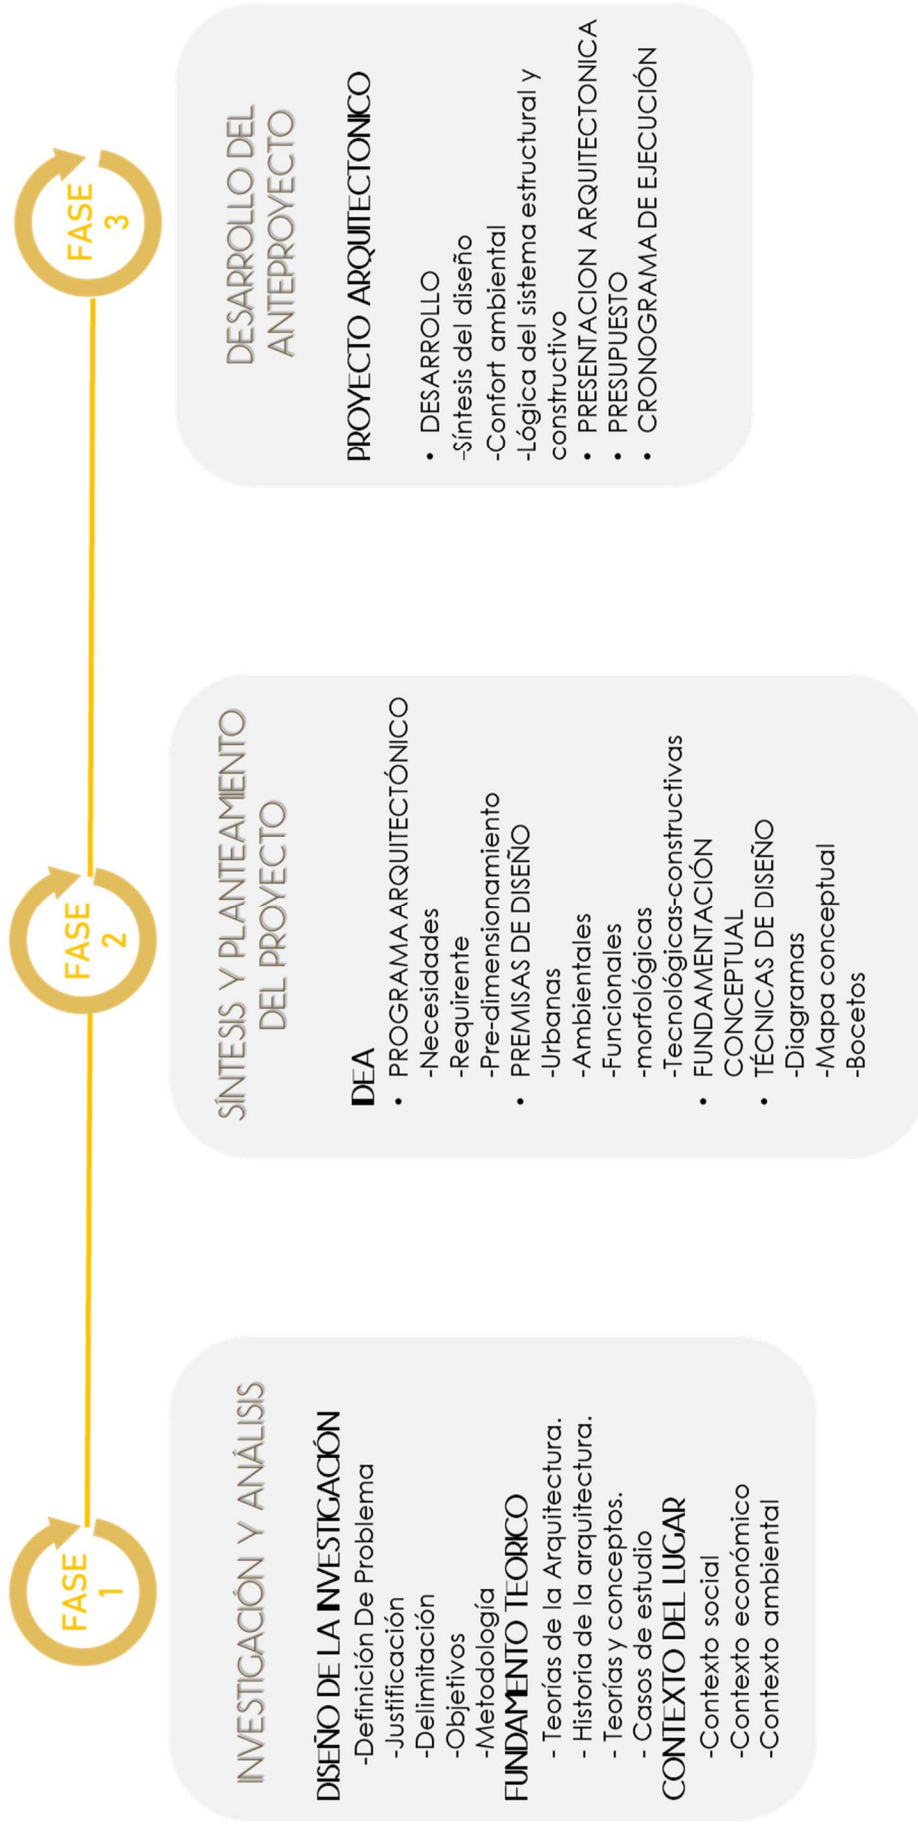 FASE
1
INVESTIGACIÓN Y ANÁLISIS
DISEÑO DE LA INVESTIGACIÓN
-Definición De Problema
-Justificación
-Delimitación
-Objetivos
-Metodología
FUNDAMENTO TEORICO
- Teorías de la Arquitectura.
- Historia de la arquitectura.
- Teorías y conceptos.
- Casos de estudio
CONTEXTO DEL LUGAR
-Contexto social
-Contexto económico
-Contexto ambiental
FASE
2
SÍNTESIS Y PLANTEAMIENTO
DEL PROYECTO
IDEA
• PROGRAMA ARQUITECTÓNICO
-Necesidades
-Requirente
-Pre-dimensionamiento
• PREMISAS DE DISEÑO
-Urbanas
-Ambientales
-Funcionales
-morfológicas
-Tecnológicas-constructivas
• FUNDAMENTACIÓN
CONCEPTUAL
• TÉCNICAS DE DISEÑO
-Diagramas
-Mapa conceptual
-Bocetos
FASE
3
DESARROLLO DEL
ANTEPROYECTO
PROYECTO ARQUITECTONICO
• DESARROLLO
-Síntesis del diseño
-Confort ambiental
-Lógica del sistema estructural y
constructivo
• PRESENTACION ARQUITECTONICA
• PRESUPUESTO
• CRONOGRAMA DE EJECUCIÓN